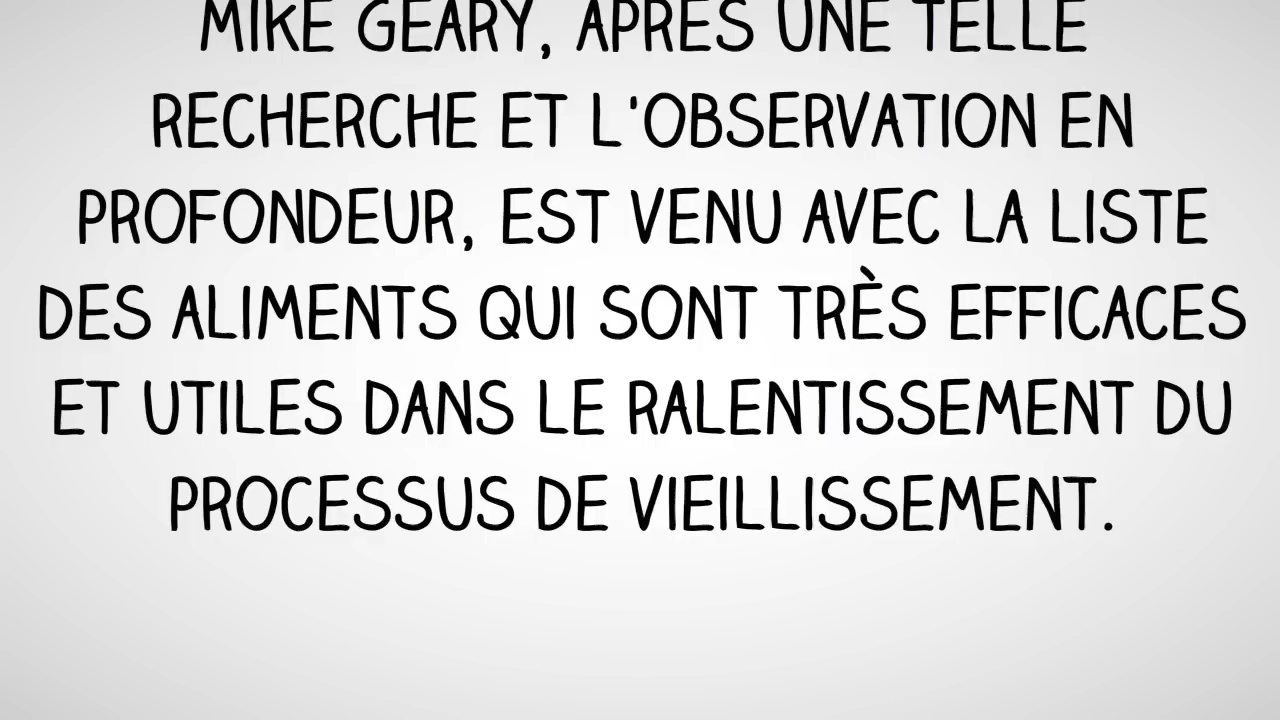 MIKE GEARY, APRÈS UNE TELLE
RECHERCHE ET L'OBSERVATION EN
PROFONDEUR, EST VENU AVEC LA LISTE
DES ALIMENTS QUI SONT TRÈS EFFICACES
ET UTILES DANS LE RALENTISSEMENT DU
PROCESSUS DE VIEILLISSEMENT.